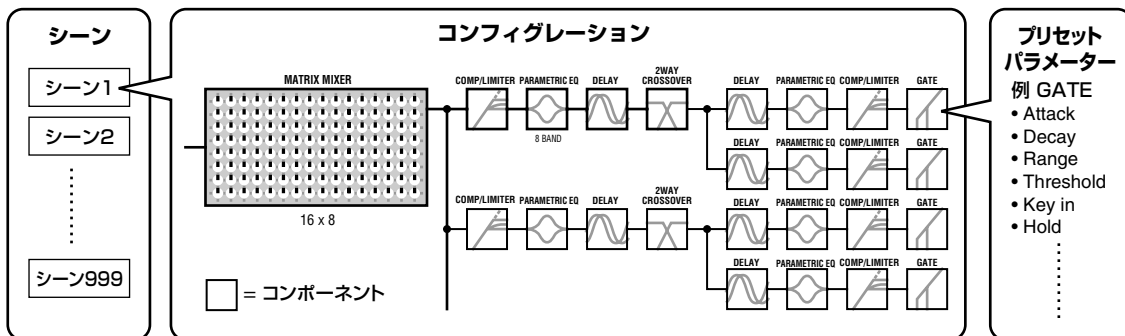 シーン
シーン1
シーン2
シーン999
コンフィグレーション
MATRIX MIXER
16 x 8
COMP/LIMITER PARAMETRIC EQ DELAY 2WAY CROSSOVER
8 BAND
DELAY PARAMETRIC EQ COMP/LIMITER GATE
DELAY PARAMETRIC EQ COMP/LIMITER GATE
COMP/LIMITER PARAMETRIC EQ DELAY 2WAY CROSSOVER
DELAY PARAMETRIC EQ COMP/LIMITER GATE
DELAY PARAMETRIC EQ COMP/LIMITER GATE
= コンポーネント
プリセット
パラメーター
例 GATE
• Attack
• Decay
• Range
• Threshold
• Key in
• Hold